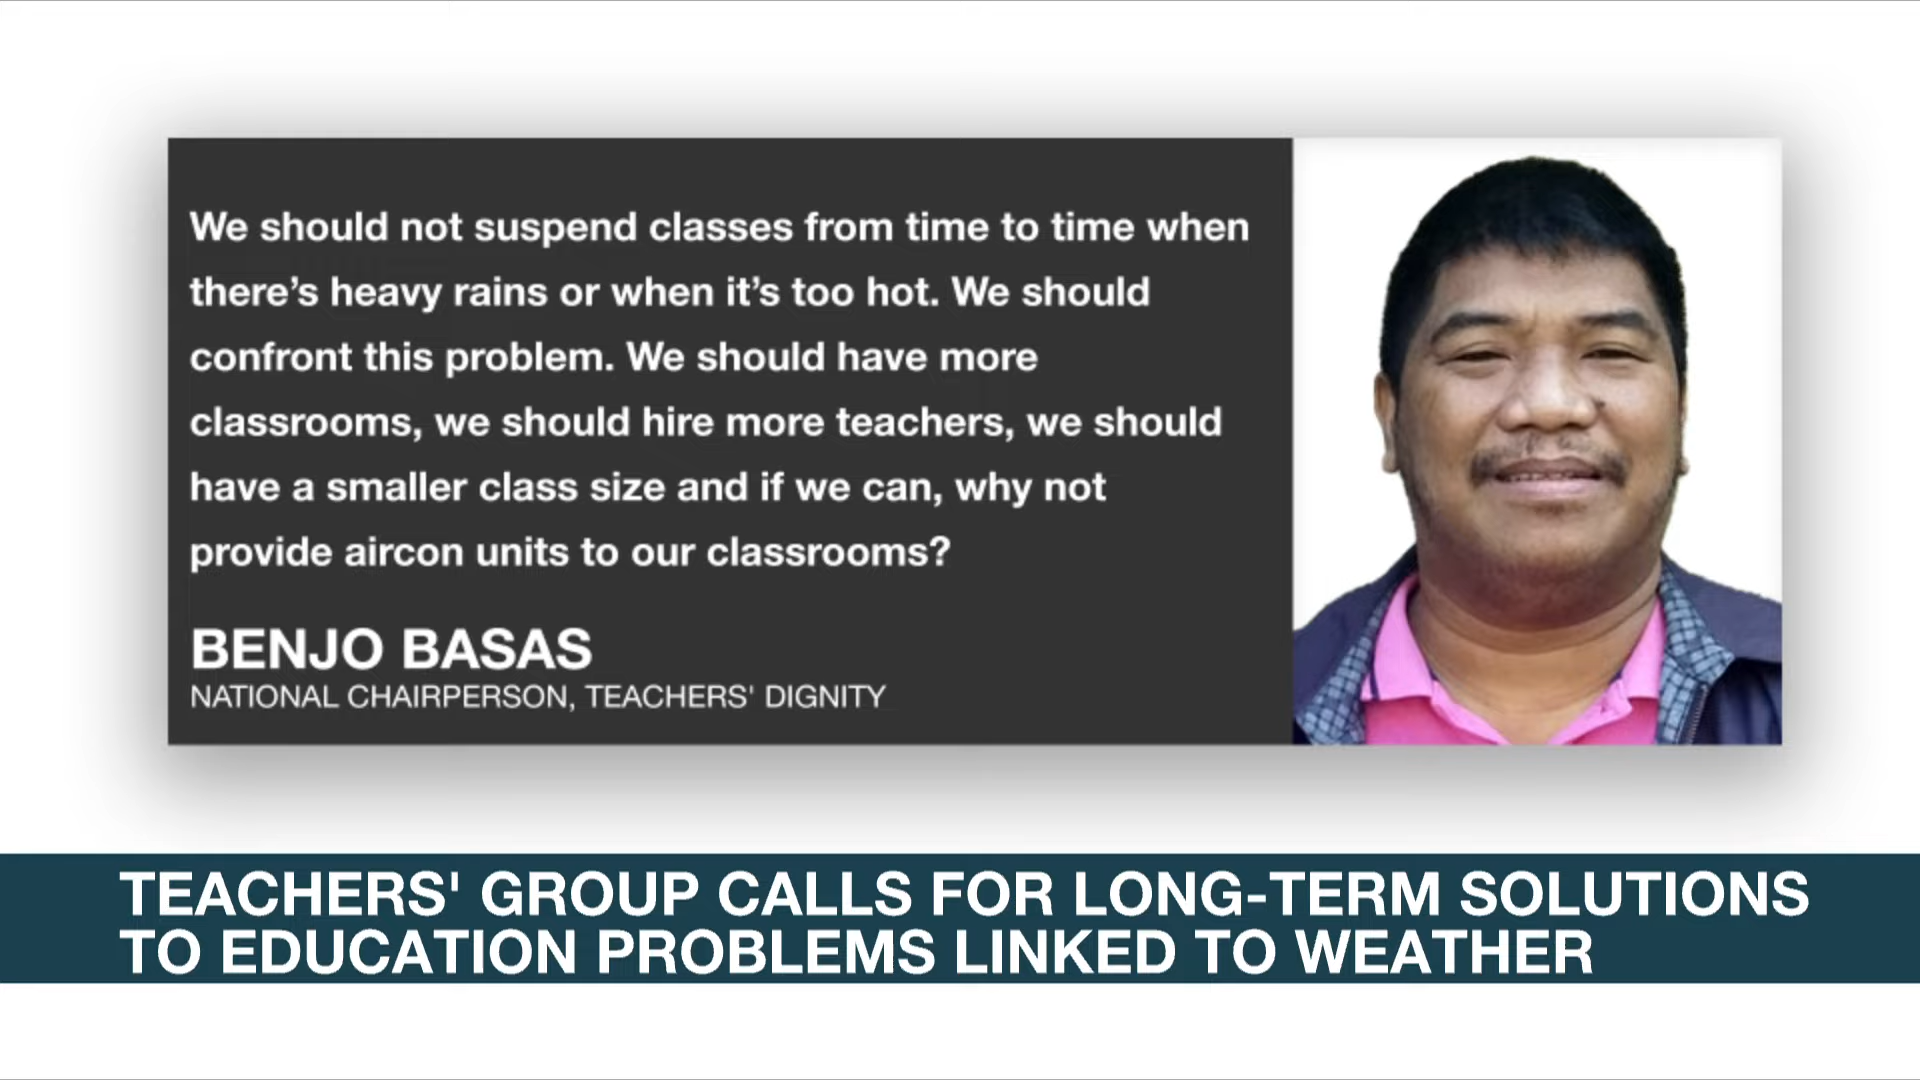 We should not suspend classes from time to time when
there’s heavy rains or when it’s too hot. We should
confront this problem. We should have more
classrooms, we should hire more teachers, we should
have a smaller class size and if we can, why not
provide aircon units to our classrooms?
BENJO BASAS
NATIONAL CHAIRPERSON, TEACHERS' DIGNITY
TEACHERS' GROUP CALLS FOR LONG-TERM SOLUTIONS
TO EDUCATION PROBLEMS LINKED TO WEATHER